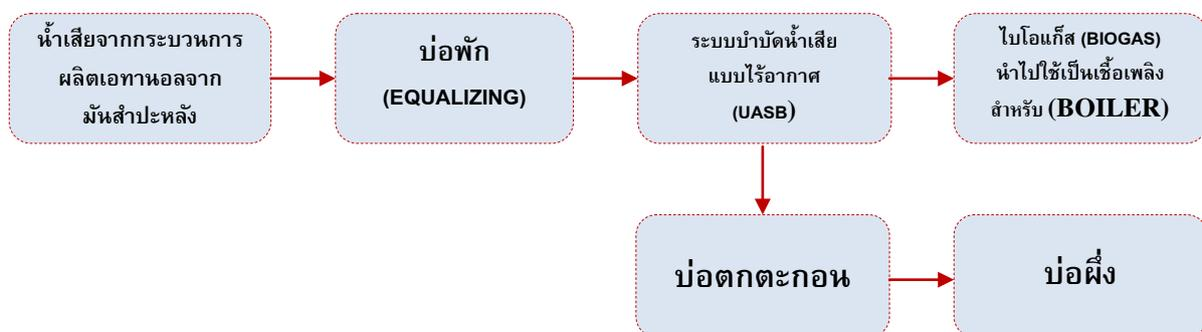 น้ำเสียจากกระบวนการ
ผลิตเอทานอลจาก
มันสำปะหลัง
บ่อพัก
(EQUALIZING)
ระบบบำบัดน้ำเสีย
แบบไร้อากาศ
(UASB)
ไบโอแก็ส (BIOGAS)
นำไปใช้เป็นเชื้อเพลิง
สำหรับ (BOILER)
บ่อตกตะกอน
บ่อผึ่ง